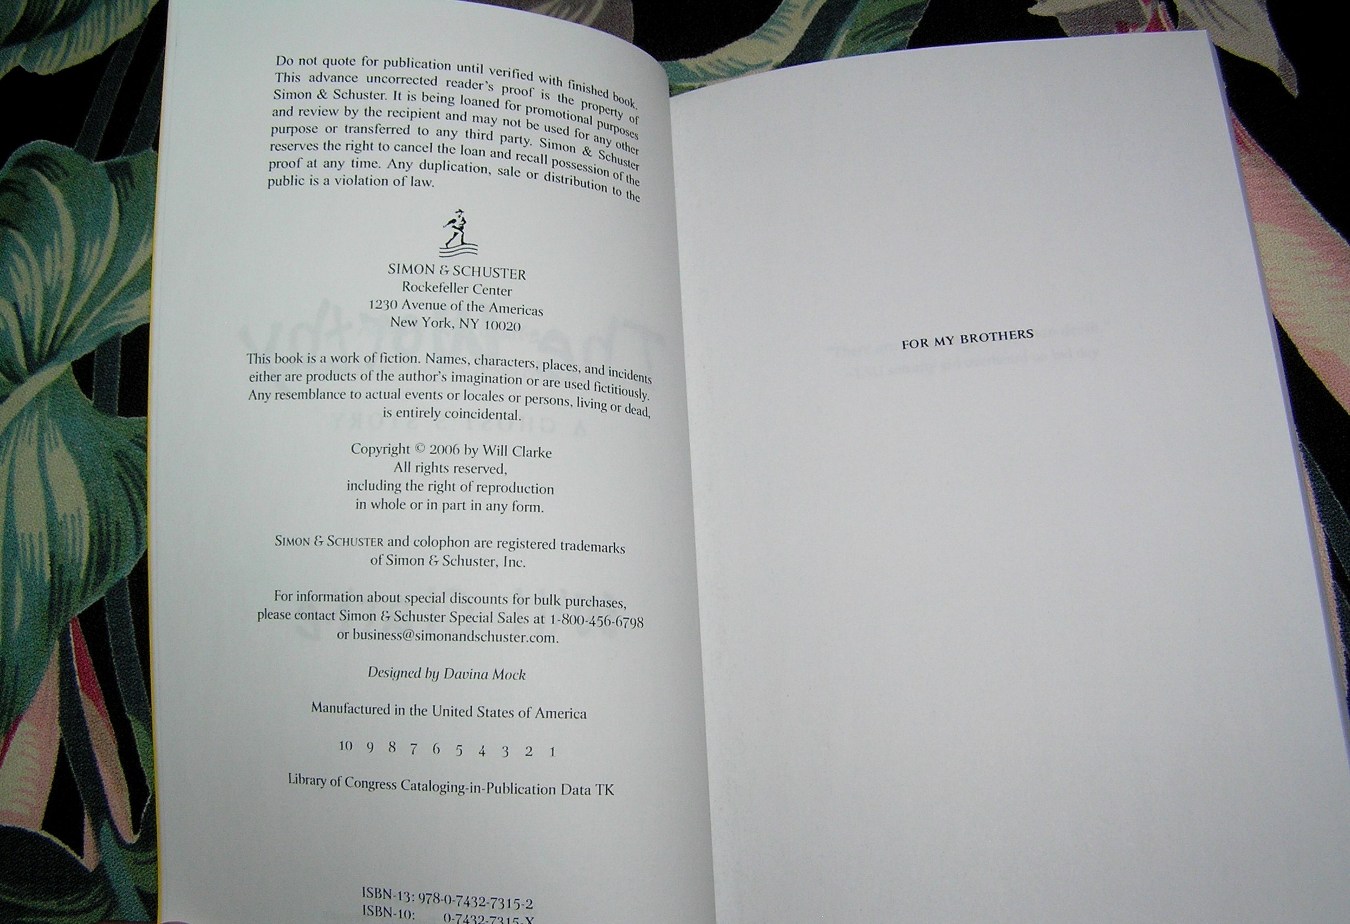 Do not quote for publication until verified with finished book.
This advance uncorrected reader's proof is the property of
Simon & Schuster. It is being loaned for promotional purposes
and review by the recipient and may not be used for any other
purpose or transferred to any third party. Simon & Schuster
reserves the right to cancel the loan and recall possession of the
proof at any time. Any duplication, sale or distribution to the
public is a violation of law.
SIMON & SCHUSTER
Rockefeller Center
1230 Avenue of the Americas
New York, NY 10020
This book is a work of fiction. Names, characters, places, and incidents
either are products of the author's imagination or are used fictitiously.
Any resemblance to actual events or locales or persons, living or dead,
is entirely coincidental.
Copyright © 2006 by Will Clarke
All rights reserved,
including the right of reproduction
in whole or in part in any form.
SIMON & SCHUSTER and colophon are registered trademarks
of Simon & Schuster, Inc.
For information about special discounts for bulk purchases,
please contact Simon & Schuster Special Sales at 1-800-456-6798
or business@simonandschuster.com.
Designed by Davina Mock
Manufactured in the United States of America
10 9 8 7 6 5 4 3 2 1
Library of Congress Cataloging-in-Publication Data TK
ISBN-13: 978-0-7432-7315-2
ISBN-10: 0-7432-7315-X
FOR MY BROTHERS